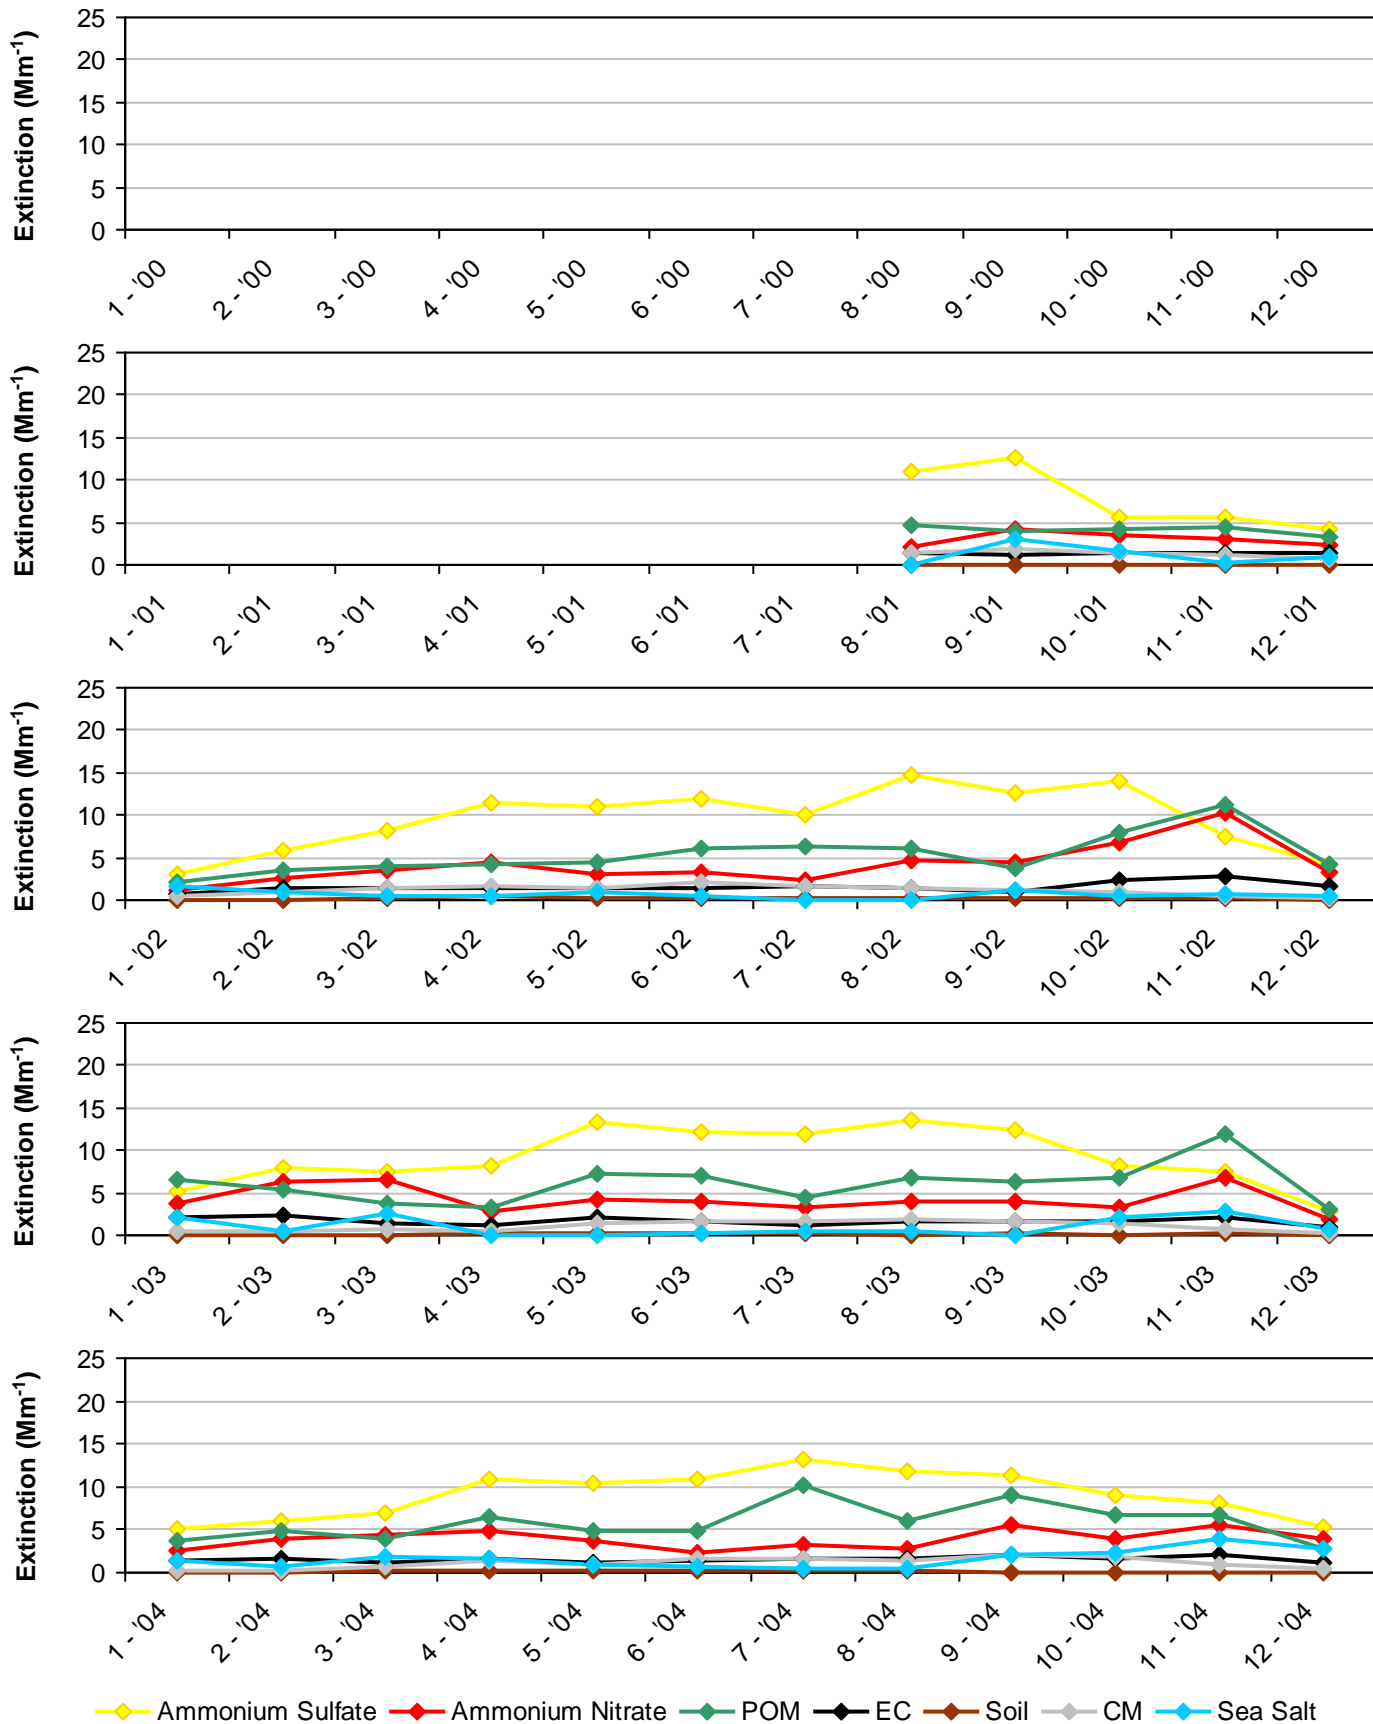 Extinction (Mm⁻¹)
25
20
15
10
5
0
1 - '00 2 - '00 3 - '00 4 - '00 5 - '00 6 - '00 7 - '00 8 - '00 9 - '00 10 - '00 11 - '00 12 - '00
Extinction (Mm⁻¹)
25
20
15
10
5
0
1 - '01 2 - '01 3 - '01 4 - '01 5 - '01 6 - '01 7 - '01 8 - '01 9 - '01 10 - '01 11 - '01 12 - '01
Extinction (Mm⁻¹)
25
20
15
10
5
0
1 - '02 2 - '02 3 - '02 4 - '02 5 - '02 6 - '02 7 - '02 8 - '02 9 - '02 10 - '02 11 - '02 12 - '02
Extinction (Mm⁻¹)
25
20
15
10
5
0
1 - '03 2 - '03 3 - '03 4 - '03 5 - '03 6 - '03 7 - '03 8 - '03 9 - '03 10 - '03 11 - '03 12 - '03
Extinction (Mm⁻¹)
25
20
15
10
5
0
1 - '04 2 - '04 3 - '04 4 - '04 5 - '04 6 - '04 7 - '04 8 - '04 9 - '04 10 - '04 11 - '04 12 - '04
Ammonium Sulfate Ammonium Nitrate POM EC Soil CM Sea Salt